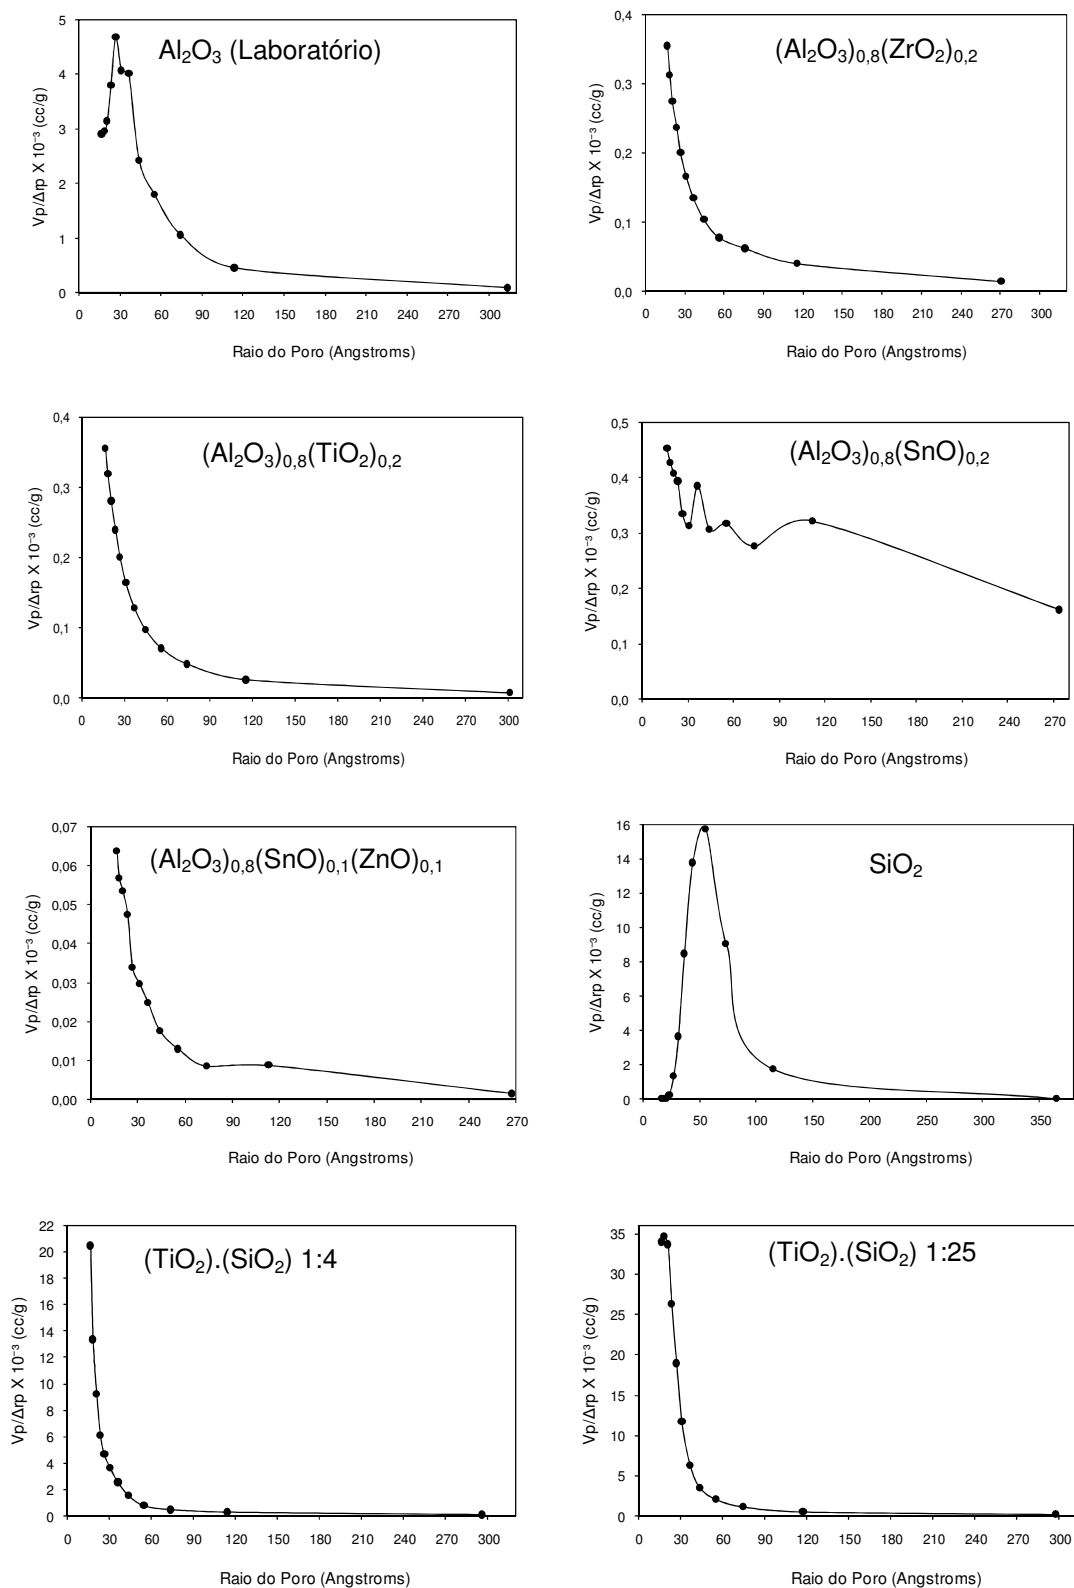 Al₂O₃ (Laboratório)
Vp/Δrp X 10⁻³ (cc/g)
5
4
3
2
1
0
0 30 60 90 120 150 180 210 240 270 300
Raio do Poro (Angstroms)
(Al₂O₃)₀,₈(ZrO₂)₀,₂
Vp/Δrp X 10⁻³ (cc/g)
0,4
0,3
0,2
0,1
0,0
0 30 60 90 120 150 180 210 240 270 300
Raio do Poro (Angstroms)
(Al₂O₃)₀,₈(TiO₂)₀,₂
Vp/Δrp X 10⁻³ (cc/g)
0,4
0,3
0,2
0,1
0,0
0 30 60 90 120 150 180 210 240 270 300
Raio do Poro (Angstroms)
(Al₂O₃)₀,₈(SnO)₀,₂
Vp/Δrp X 10⁻³ (cc/g)
0,5
0,4
0,3
0,2
0,1
0,0
0 30 60 90 120 150 180 210 240 270
Raio do Poro (Angstroms)
(Al₂O₃)₀,₈(SnO)₀,₁(ZnO)₀,₁
Vp/Δrp X 10⁻³ (cc/g)
0,07
0,06
0,05
0,04
0,03
0,02
0,01
0,00
0 30 60 90 120 150 180 210 240 270
Raio do Poro (Angstroms)
SiO₂
Vp/Δrp X 10⁻³ (cc/g)
16
14
12
10
8
6
4
2
0
0 50 100 150 200 250 300 350
Raio do Poro (Angstroms)
(TiO₂).(SiO₂) 1:4
Vp/Δrp X 10⁻³ (cc/g)
22
20
18
16
14
12
10
8
6
4
2
0
0 30 60 90 120 150 180 210 240 270 300
Raio do Poro (Angstroms)
(TiO₂).(SiO₂) 1:25
Vp/Δrp X 10⁻³ (cc/g)
35
30
25
20
15
10
5
0
0 30 60 90 120 150 180 210 240 270 300
Raio do Poro (Angstroms)